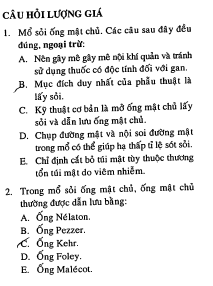 CÂU HỎI LƯỢNG GIÁ
1. Mổ sỏi ống mật chủ. Các câu sau đây đều
đúng, ngoại trừ:
A. Nên gây mê gây mê nội khí quản và tránh
sử dụng thuốc có độc tính đối với gan.
B. Mục đích duy nhất của phẫu thuật là
lấy sỏi.
C. Kỹ thuật cơ bản là mở ống mật chủ lấy
sỏi và dẫn lưu ống mật chủ.
D. Chụp đường mật và nội soi đường mật
trong mổ có thể giúp hạ thấp tỉ lệ sót sỏi.
E. Chỉ định cắt bỏ túi mật tùy thuộc thương
tổn túi mật do viêm nhiễm.
2. Trong mổ sỏi ống mật chủ, ống mật chủ
thường được dẫn lưu bằng:
A. Ống Nélaton.
B. Ống Pezzer.
C. Ống Kehr.
D. Ống Foley.
E. Ống Malécot.